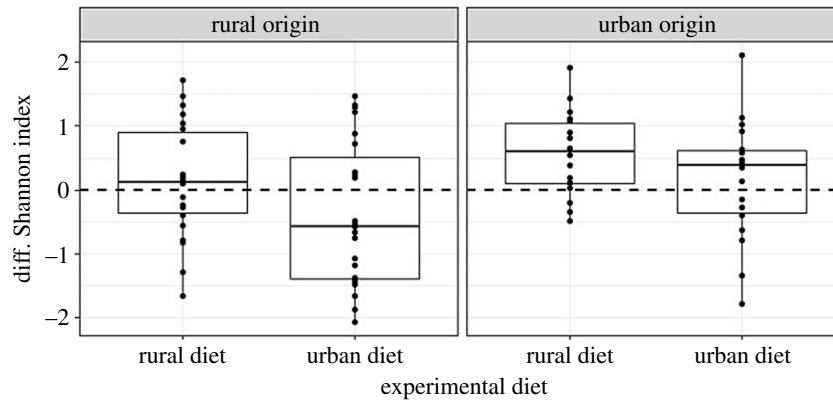 rural origin
urban origin
diff. Shannon index
2
1
0
−1
−2
rural diet
urban diet
rural diet
urban diet
experimental diet